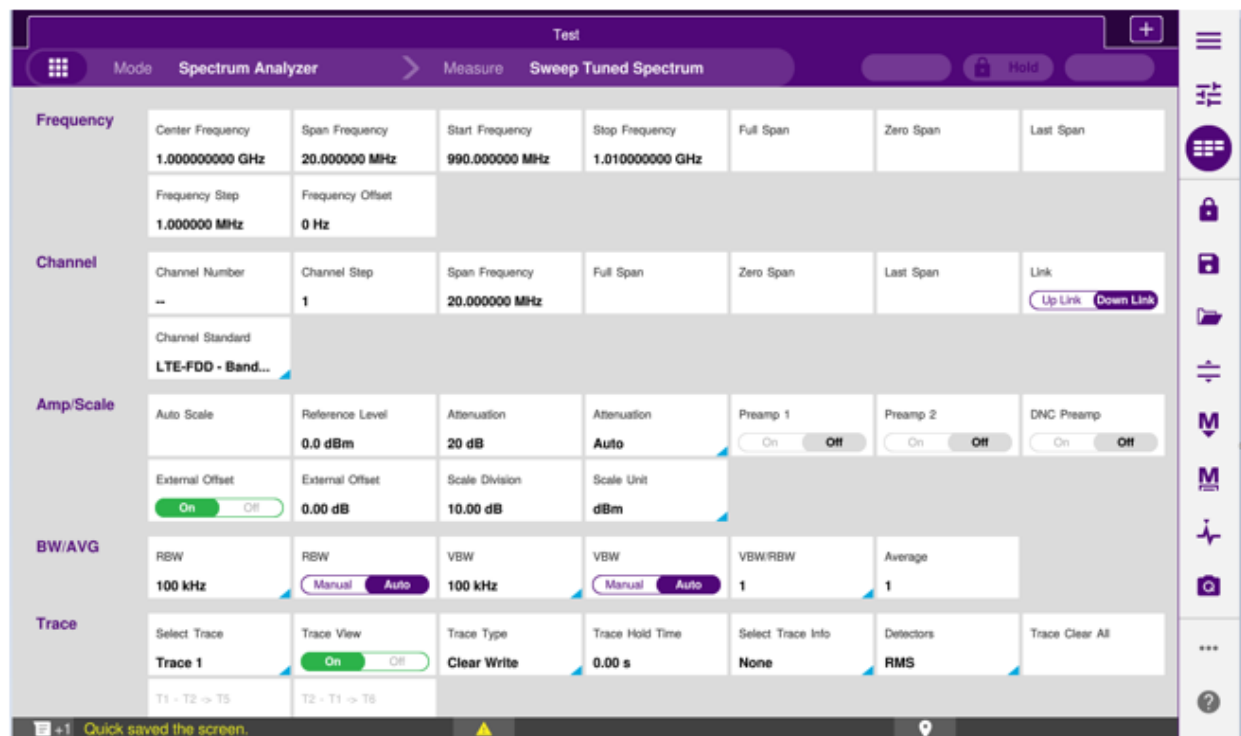 Test
Mode Spectrum Analyzer Measure Sweep Tuned Spectrum Hold
Frequency
Center Frequency Span Frequency Start Frequency Stop Frequency Full Span Zero Span Last Span
1.000000000 GHz 20.000000 MHz 990.000000 MHz 1.010000000 GHz
Frequency Step Frequency Offset
1.000000 MHz 0 Hz
Channel
Channel Number Channel Step Span Frequency Full Span Zero Span Last Span Link
-- 1 20.000000 MHz Up Link Down Link
Channel Standard
LTE-FDD - Band...
Amp/Scale
Auto Scale Reference Level Attenuation Attenuation Preamp 1 Preamp 2 DNC Preamp
0.0 dBm 20 dB Auto On Off On Off On Off
External Offset External Offset Scale Division Scale Unit
On Off 0.00 dB 10.00 dB dBm
BW/AVG
RBW RBW VBW VBW VBW/RBW Average
100 kHz Manual Auto 100 kHz Manual Auto 1 1
Trace
Select Trace Trace View Trace Type Trace Hold Time Select Trace Info Detectors Trace Clear All
Trace 1 On Off Clear Write 0.00 s None RMS
T1 - T2 -> T5 T2 - T1 -> T6
+1 Quick saved the screen.